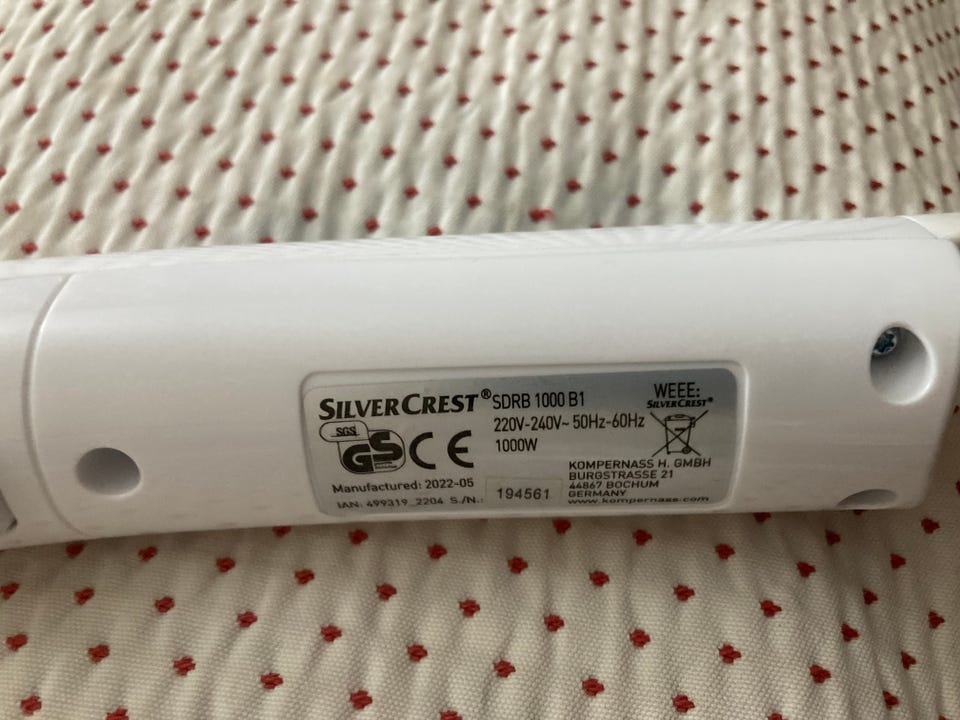 SILVERCREST® SDRB 1000 B1
220V-240V~ 50Hz-60Hz
1000W
WEEE:
SILVERCREST®
SGS
GS
CE
KOMPERNASS H. GMBH
BURGSTRASSE 21
44867 BOCHUM
GERMANY
www.kompernass.com
Manufactured: 2022-05
IAN: 499319_2204 S./N.: 194561